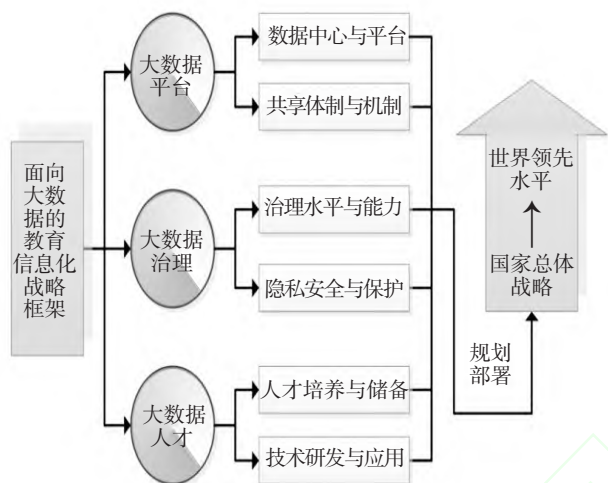 面向
大数
据的
教育
信息化
战略
框架
大数据
平台
数据中心与平台
共享体制与机制
大数据
治理
治理水平与能力
隐私安全与保护
大数据
人才
人才培养与储备
技术研发与应用
规划
部署
世界领先
水平
国家总体
战略